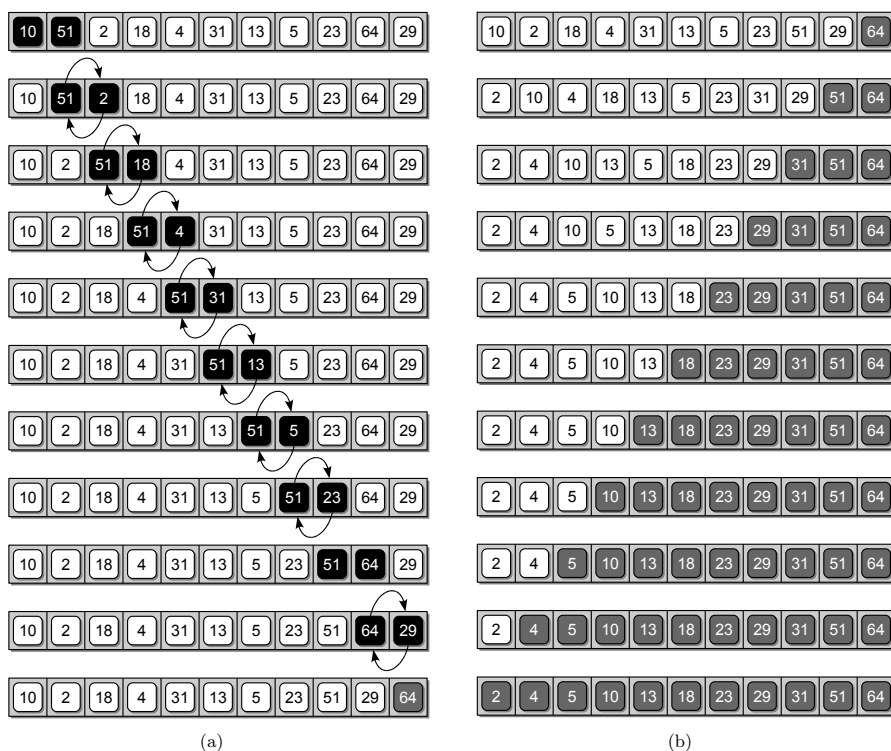 10 51 2 18 4 31 13 5 23 64 29
10 51 2 18 4 31 13 5 23 64 29
10 2 51 18 4 31 13 5 23 64 29
10 2 18 51 4 31 13 5 23 64 29
10 2 18 4 51 31 13 5 23 64 29
10 2 18 4 31 51 13 5 23 64 29
10 2 18 4 31 13 51 5 23 64 29
10 2 18 4 31 13 5 51 23 64 29
10 2 18 4 31 13 5 23 51 64 29
10 2 18 4 31 13 5 23 51 64 29
10 2 18 4 31 13 5 23 51 29 64
(a)
10 2 18 4 31 13 5 23 51 29 64
2 10 4 18 13 5 23 31 29 51 64
2 4 10 13 5 18 23 29 31 51 64
2 4 10 5 13 18 23 29 31 51 64
2 4 5 10 13 18 23 29 31 51 64
2 4 5 10 13 18 23 29 31 51 64
2 4 5 10 13 18 23 29 31 51 64
2 4 5 10 13 18 23 29 31 51 64
2 4 5 10 13 18 23 29 31 51 64
2 4 5 10 13 18 23 29 31 51 64
2 4 5 10 13 18 23 29 31 51 64
(b)